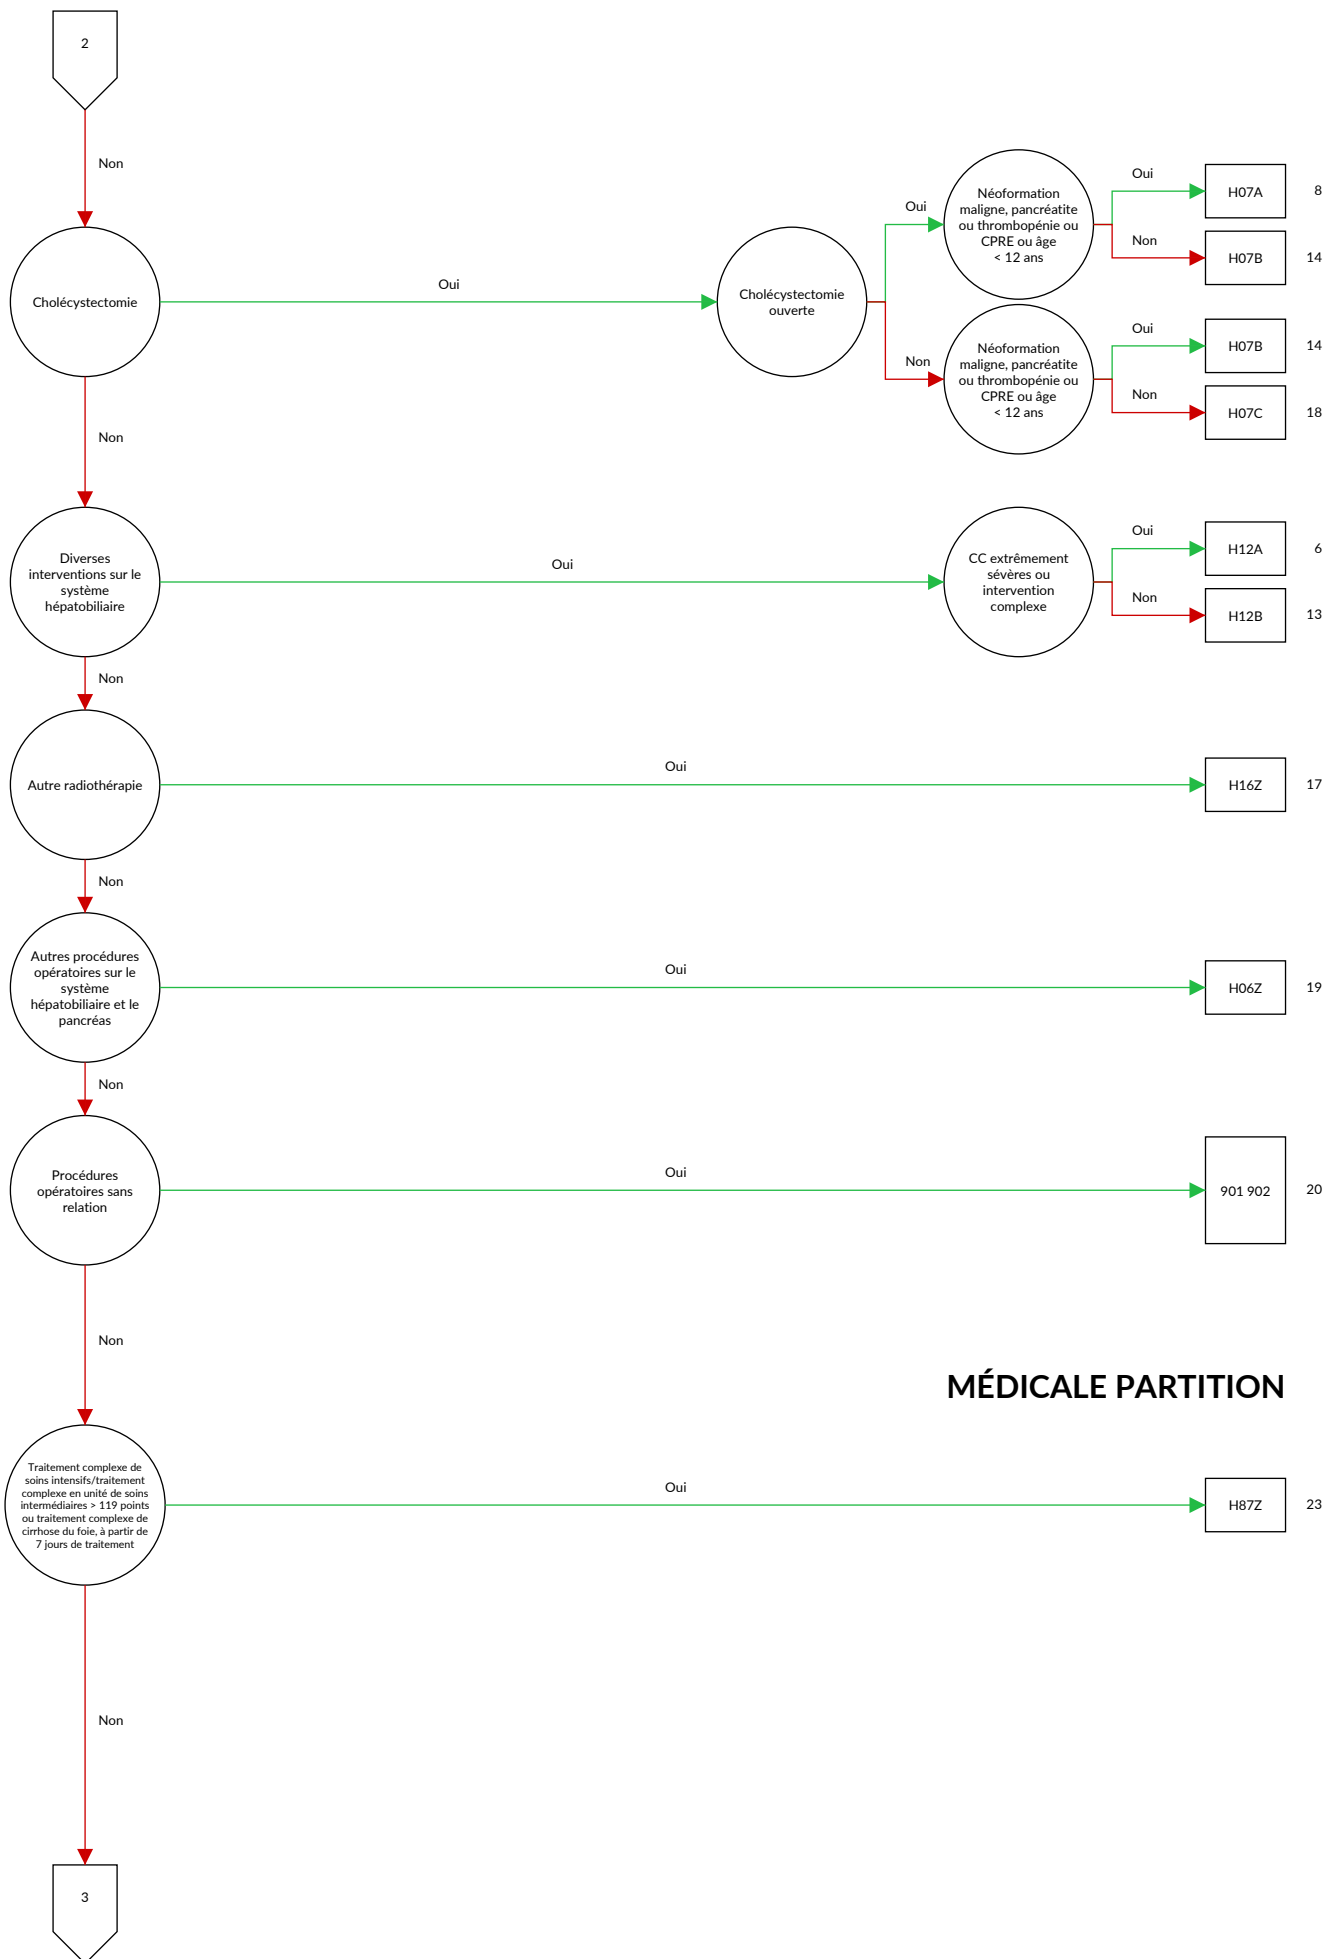 2
Non
Cholécystectomie
Oui
Cholécystectomie
ouverte
Oui
Néoformation
maligne, pancréatite
ou thrombopénie ou
CPRE ou âge
< 12 ans
Oui
H07A
8
Non
H07B
14
Non
Néoformation
maligne, pancréatite
ou thrombopénie ou
CPRE ou âge
< 12 ans
Oui
H07B
14
Non
H07C
18
Non
Diverses
interventions sur le
système
hépatobiliaire
Oui
CC extrêmement
sévères ou
intervention
complexe
Oui
H12A
6
Non
H12B
13
Non
Autre radiothérapie
Oui
H16Z
17
Non
Autres procédures
opératoires sur le
système
hépatobiliaire et le
pancréas
Oui
H06Z
19
Non
Procédures
opératoires sans
relation
Oui
901 902
20
Non
MÉDICALE PARTITION
Traitement complexe de
soins intensifs/traitement
complexe en unité de soins
intermédiaires > 119 points
ou traitement complexe de
cirrhose du foie, à partir de
7 jours de traitement
Oui
H87Z
23
Non
3